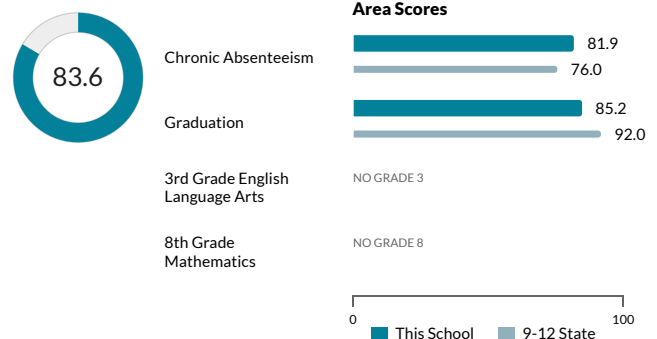 Area Scores
83.6
Chronic Absenteeism
81.9
76.0
Graduation
85.2
92.0
3rd Grade English
Language Arts
NO GRADE 3
8th Grade
Mathematics
NO GRADE 8
0
100
This School
9-12 State